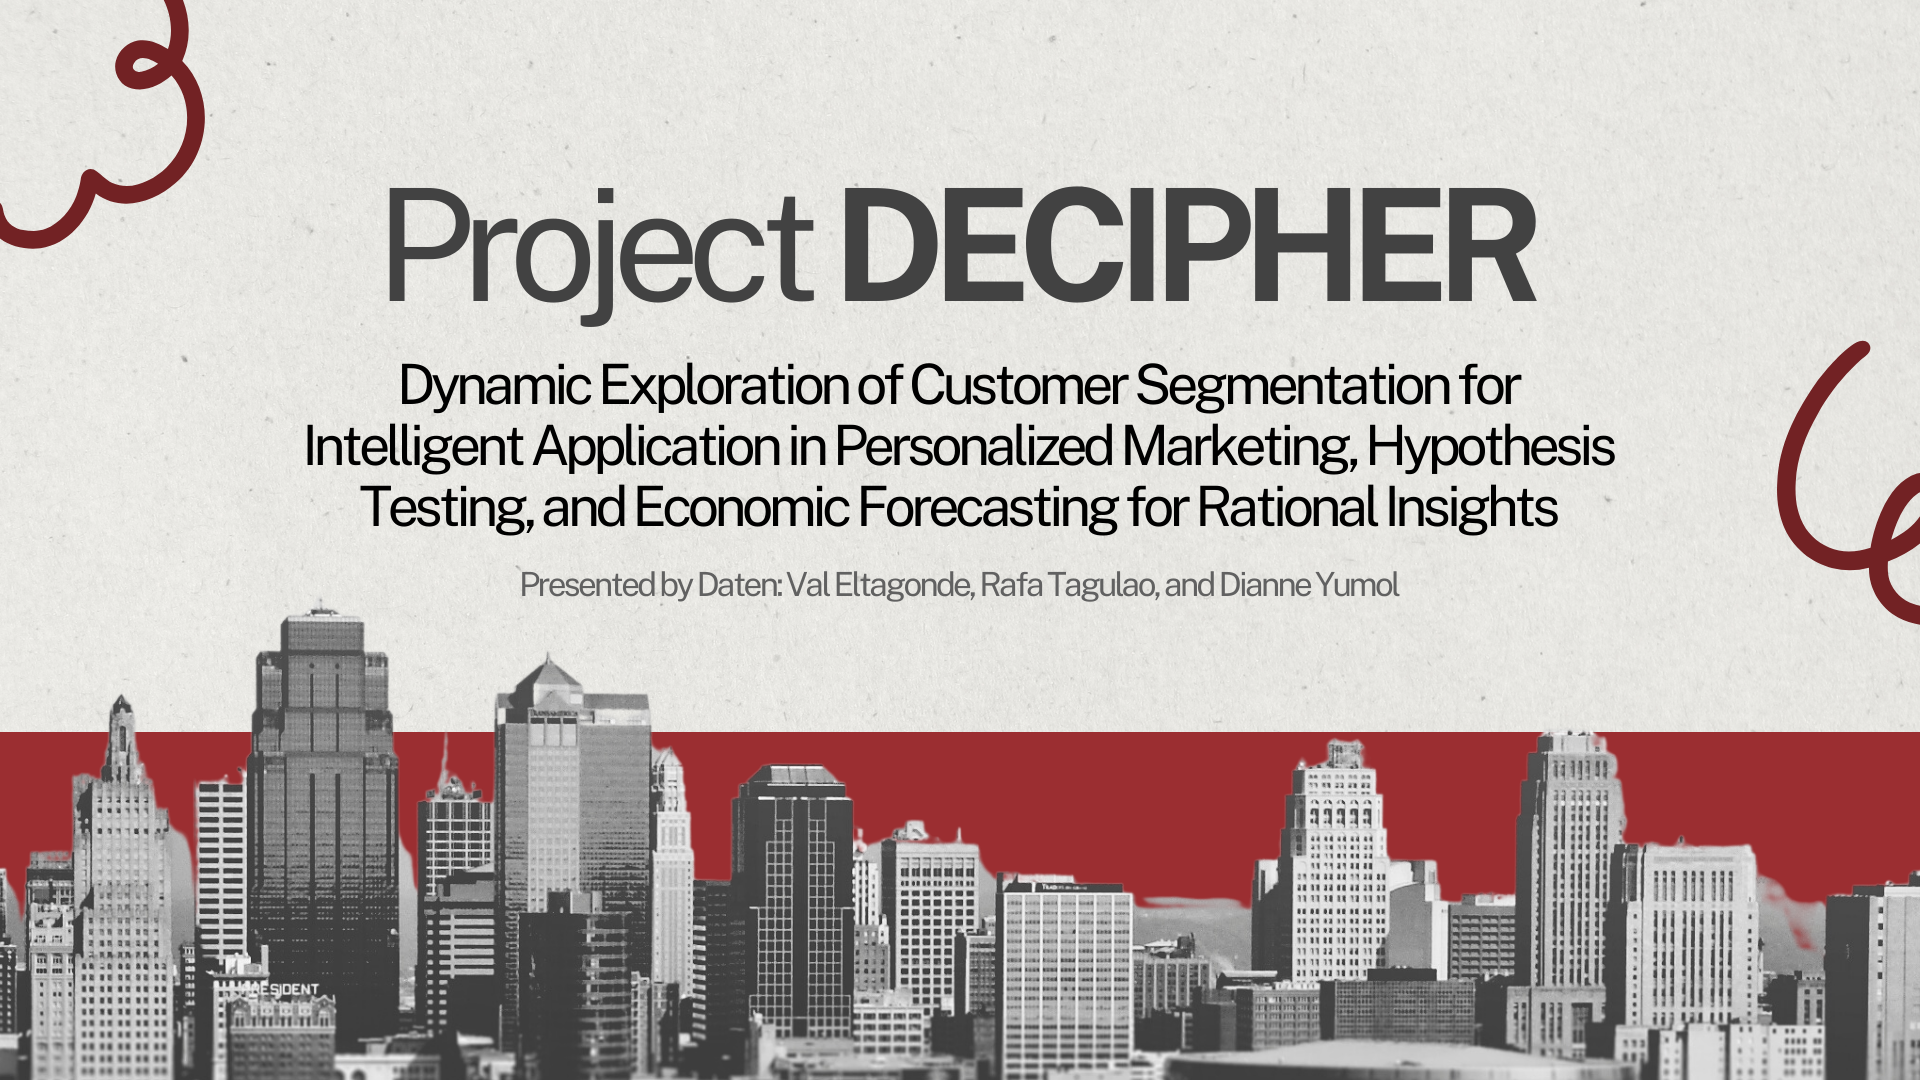 Project DECIPHER
Dynamic Exploration of Customer Segmentation for
Intelligent Application in Personalized Marketing, Hypothesis
Testing, and Economic Forecasting for Rational Insights
Presented by Daten: Val Eltagonde, Rafa Tagulao, and Dianne Yumol